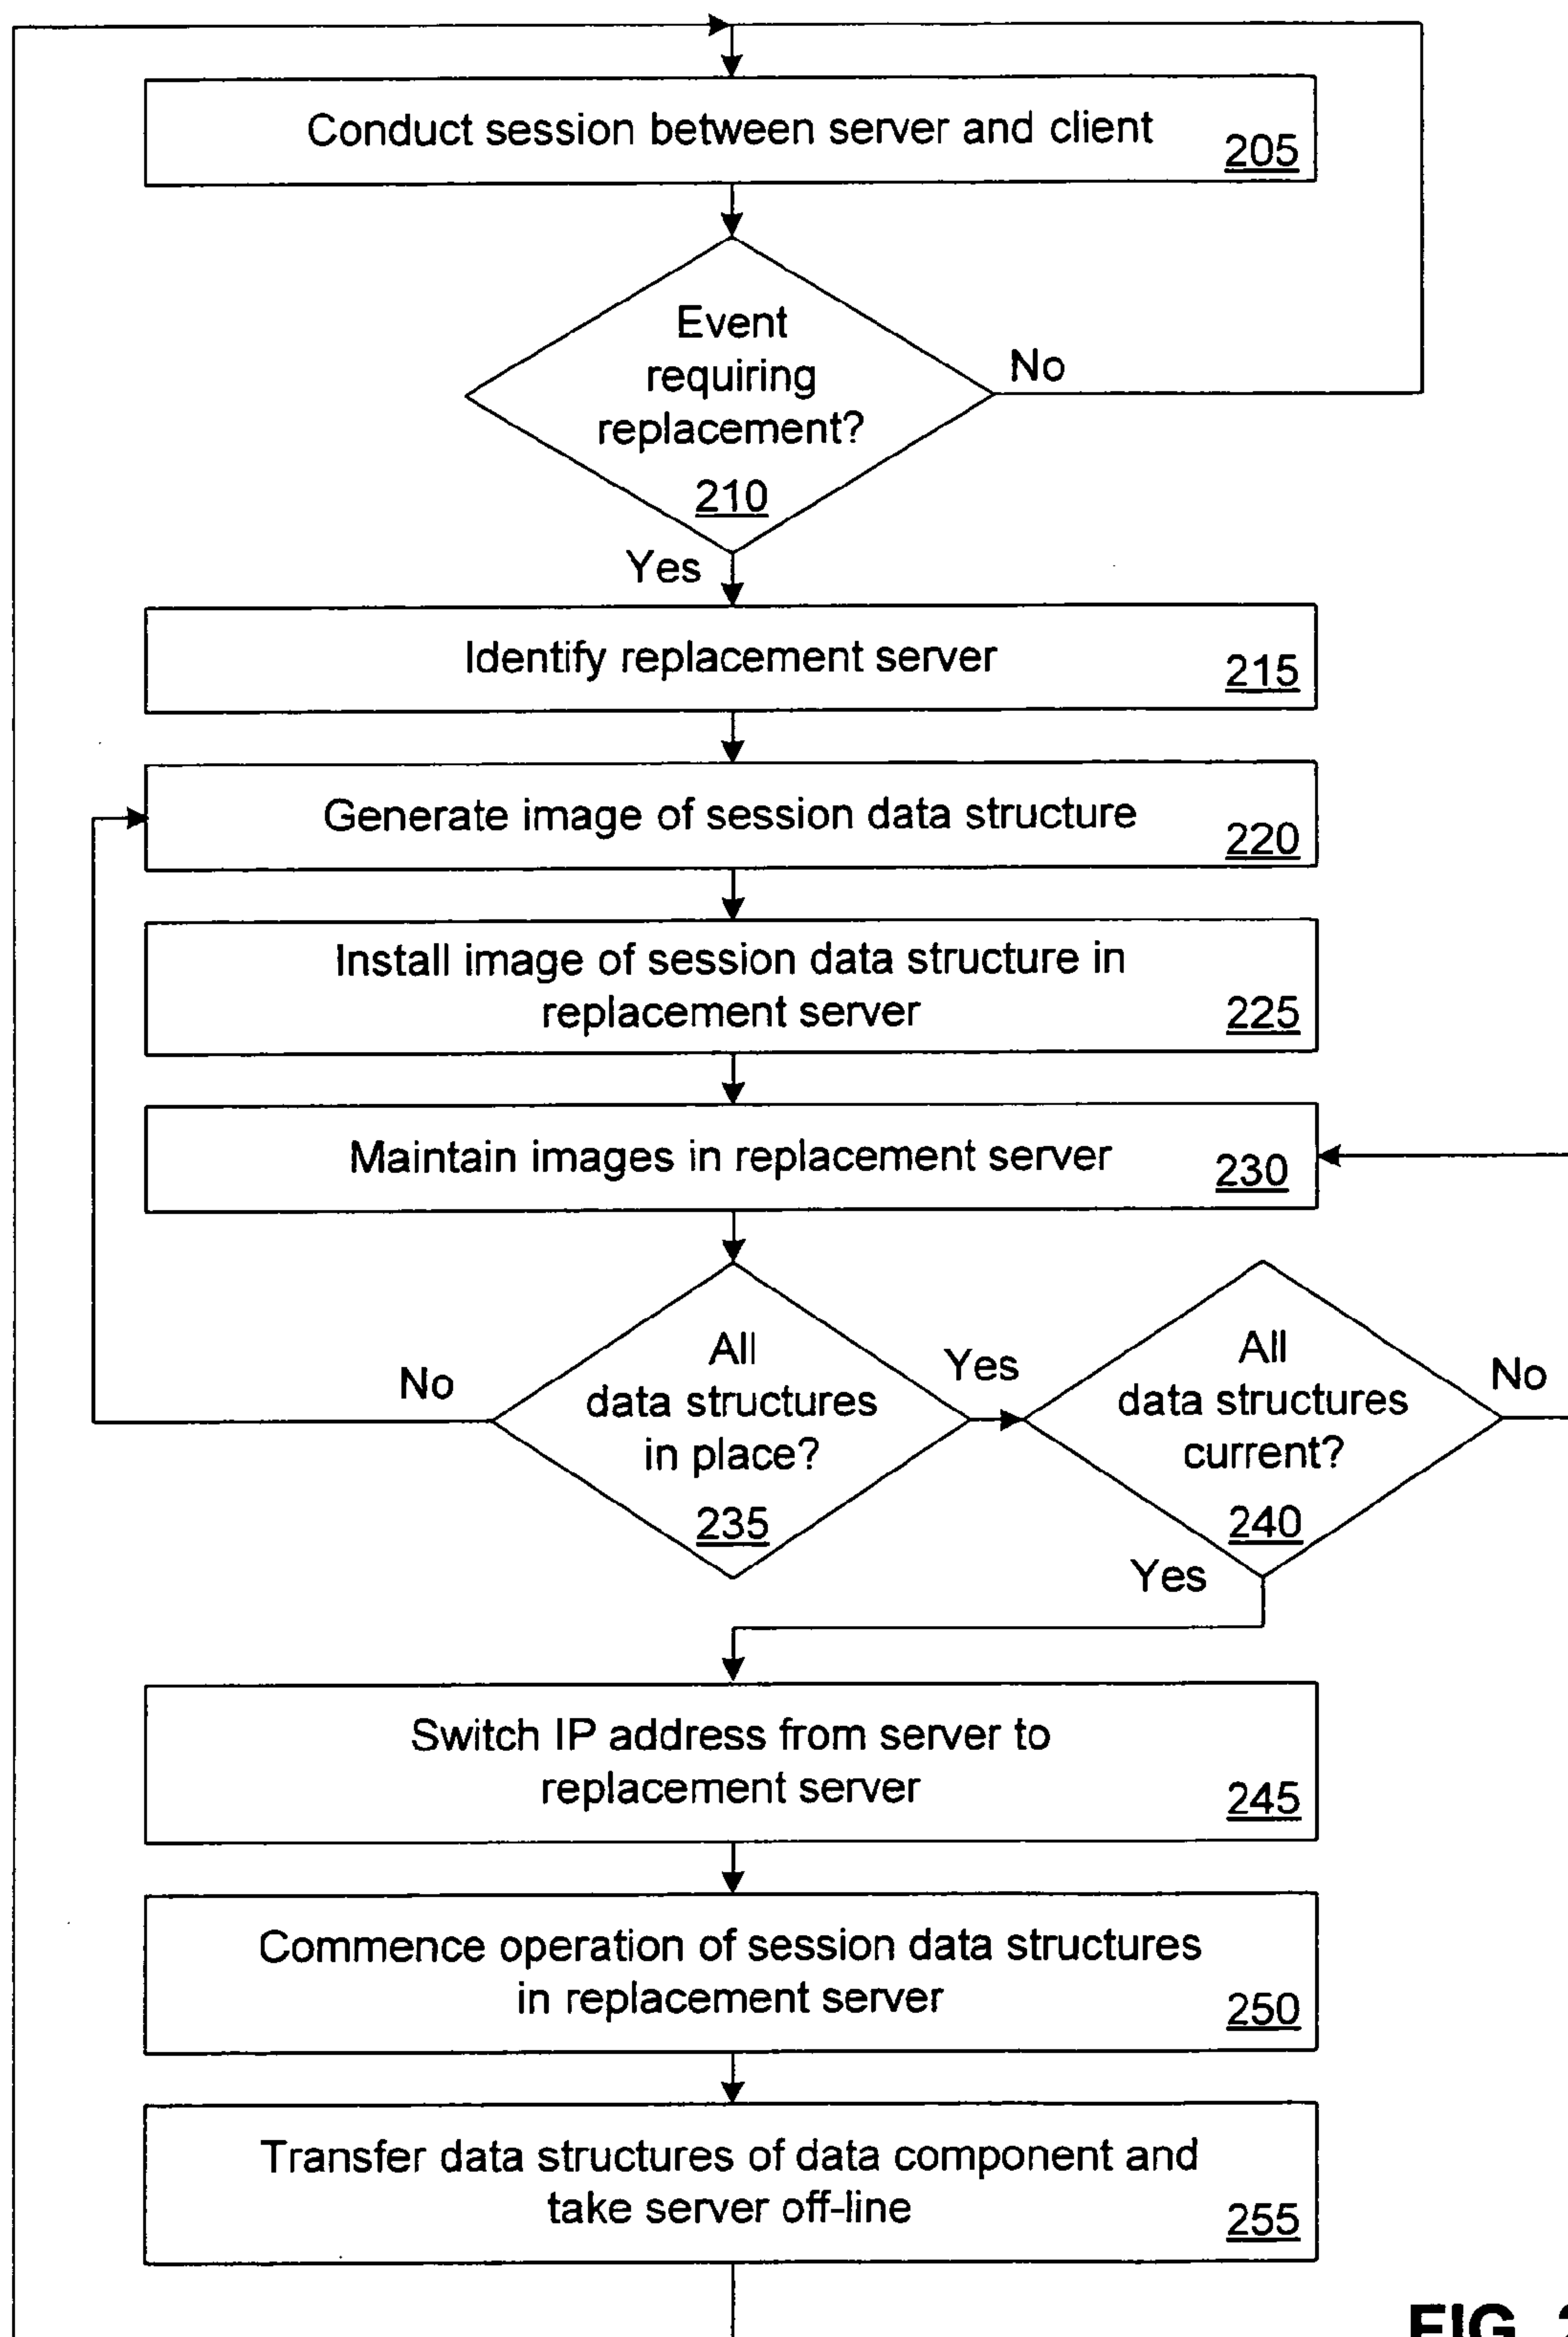 Conduct session between server and client
205
Event
requiring
replacement?
210
No
Yes
Identify replacement server
215
Generate image of session data structure
220
Install image of session data structure in
replacement server
225
Maintain images in replacement server
230
All
data structures
in place?
235
No
Yes
All
data structures
current?
240
No
Yes
Switch IP address from server to
replacement server
245
Commence operation of session data structures
in replacement server
250
Transfer data structures of data component and
take server off-line
255
FIG.